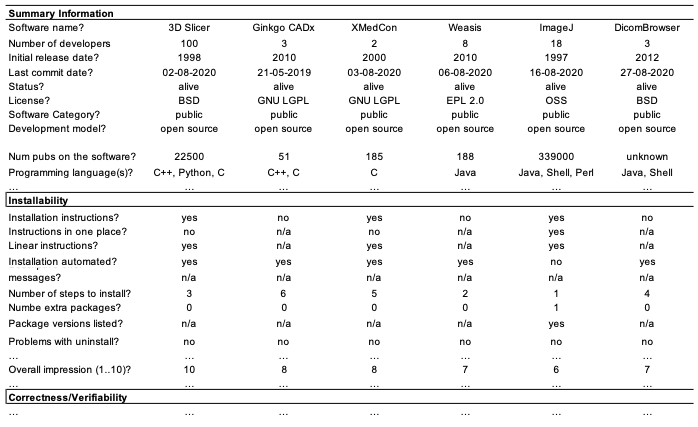 Summary Information
Software name? 3D Slicer Ginkgo CADx XMedCon Weasis ImageJ DicomBrowser
Number of developers 100 3 2 8 18 3
Initial release date? 1998 2010 2000 2010 1997 2012
Last commit date? 02-08-2020 21-05-2019 03-08-2020 06-08-2020 16-08-2020 27-08-2020
Status? alive alive alive alive alive alive
License? BSD GNU LGPL GNU LGPL EPL 2.0 OSS BSD
Software Category? public public public public public public
Development model? open source open source open source open source open source open source
Num pubs on the software? 22500 51 185 188 339000 unknown
Programming language(s)? C++, Python, C C++, C C Java Java, Shell, Perl Java, Shell
... ... ... ... ... ... ...
Installability
Installation instructions? yes no yes no yes no
Instructions in one place? no n/a no n/a yes n/a
Linear instructions? yes n/a yes n/a yes n/a
Installation automated? yes yes yes yes no yes
messages? n/a n/a n/a n/a n/a n/a
Number of steps to install? 3 6 5 2 1 4
Numbe extra packages? 0 0 0 0 1 0
Package versions listed? n/a n/a n/a n/a yes n/a
Problems with uninstall? no no no no no no
... ... ... ... ... ... ...
Overall impression (1..10)? 10 8 8 7 6 7
... ... ... ... ... ... ...
Correctness/Verifiability
... ... ... ... ... ... ...